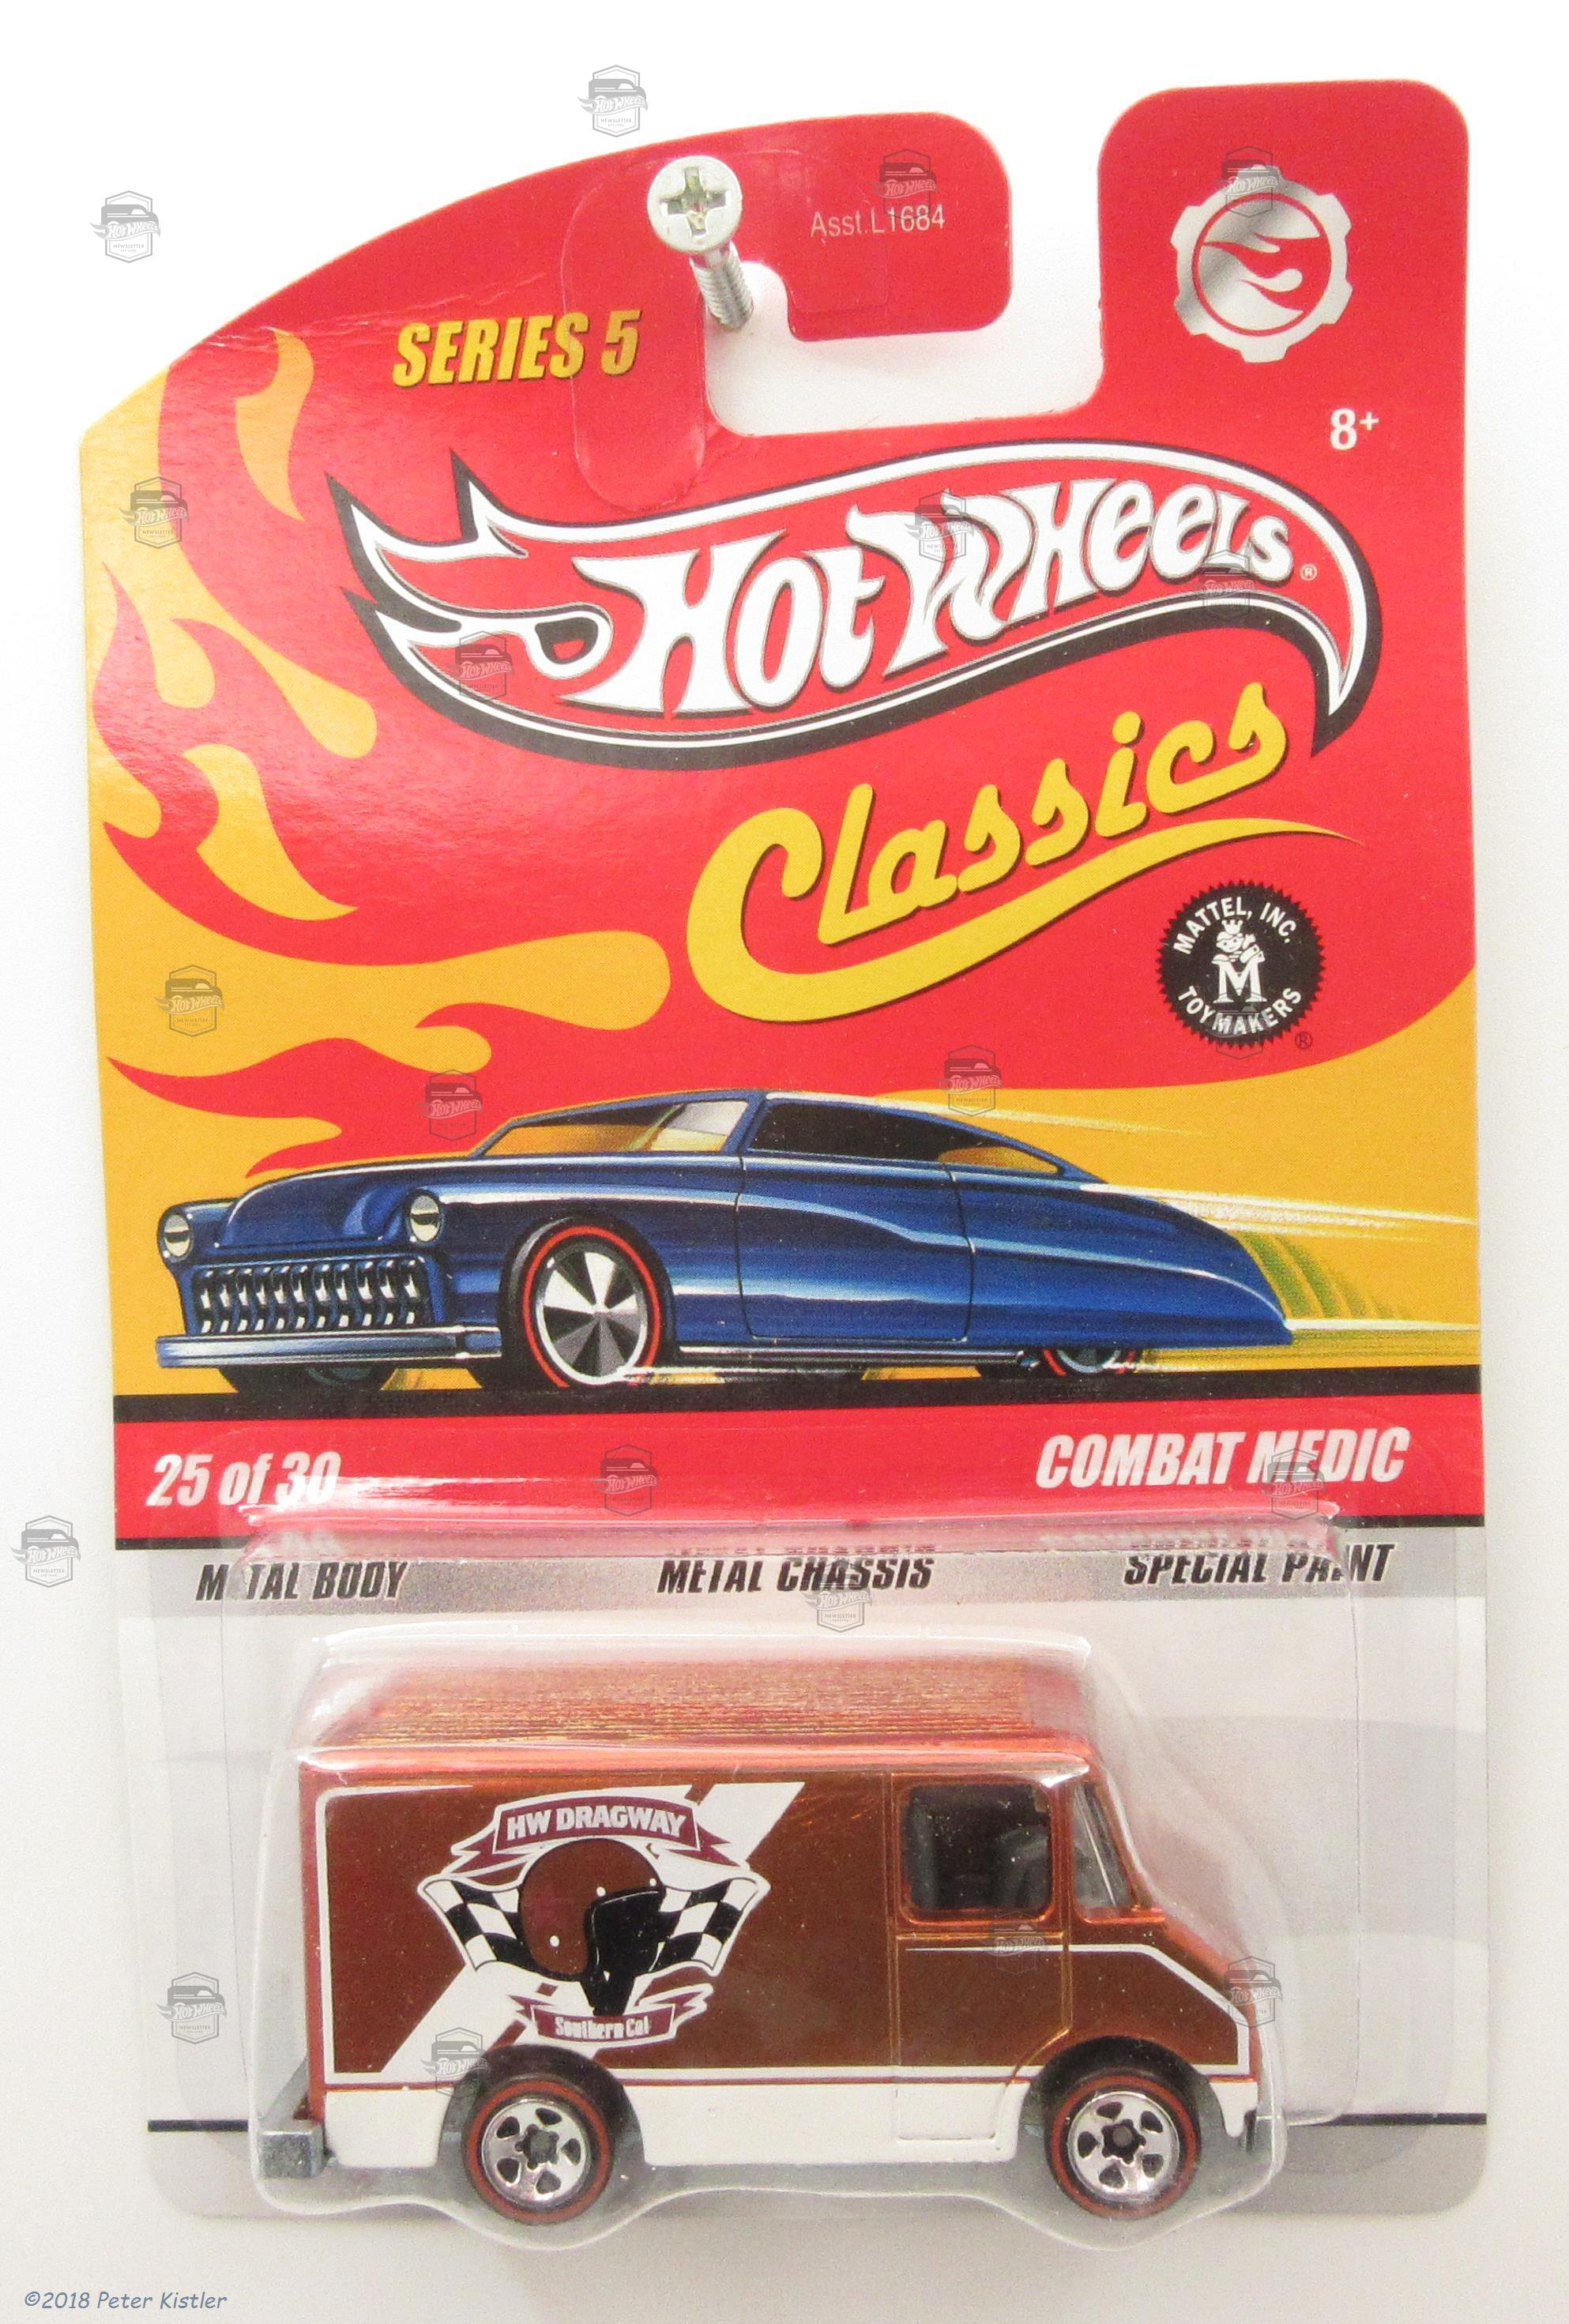 Asst.L1684
SERIES 5
8+
Hot Wheels®
Classics
MATTEL, INC.
M
TOYMAKERS
®
25 of 30
COMBAT MEDIC
METAL BODY
METAL CHASSIS
SPECIAL PAINT
HW DRAGWAY
Southern Cal
©2018 Peter Kistler